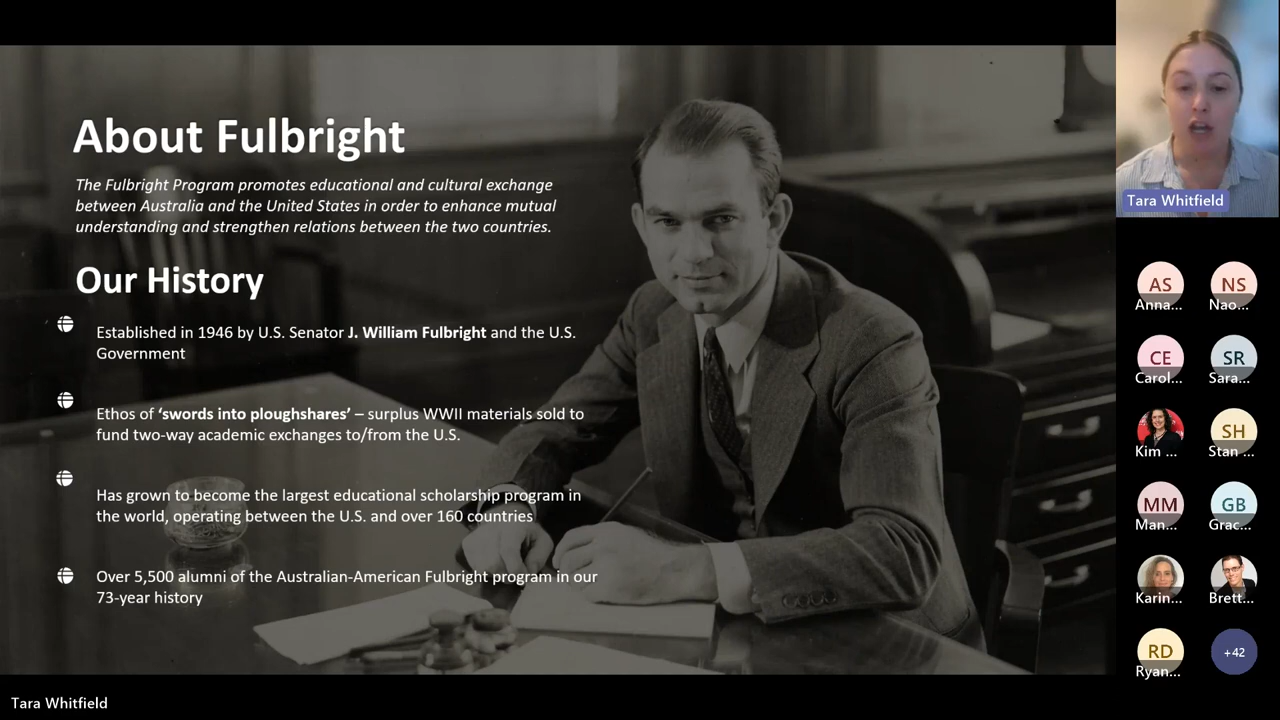 About Fulbright
The Fulbright Program promotes educational and cultural exchange
between Australia and the United States in order to enhance mutual
understanding and strengthen relations between the two countries.
Our History
Established in 1946 by U.S. Senator J. William Fulbright and the U.S.
Government
Ethos of ‘swords into ploughshares’ – surplus WWII materials sold to
fund two-way academic exchanges to/from the U.S.
Has grown to become the largest educational scholarship program in
the world, operating between the U.S. and over 160 countries
Over 5,500 alumni of the Australian-American Fulbright program in our
73-year history
Tara Whitfield
AS
NS
Anna...
Nao...
CE
SR
Carol...
Sara...
SH
Kim ...
Stan ...
MM
GB
Man...
Grac...
Karin...
Brett...
RD
+42
Ryan...
Tara Whitfield